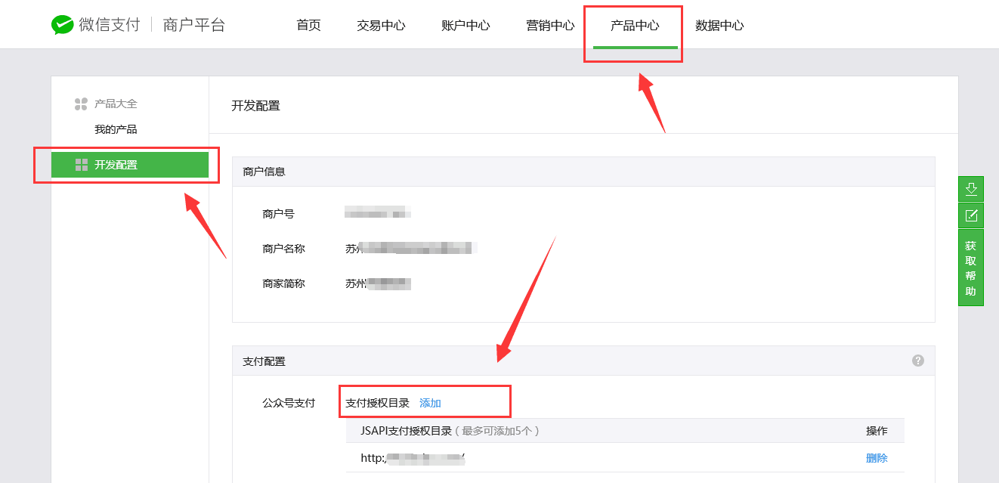 微信支付 商户平台 首页 交易中心 账户中心 营销中心 产品中心 数据中心
产品大全
我的产品
开发配置
开发配置
商户信息
商户号
商户名称 苏州
商家简称 苏州
获取帮助
支付配置
公众号支付 支付授权目录 添加
JSAPI支付授权目录（最多可添加5个） 操作
http:/ 删除